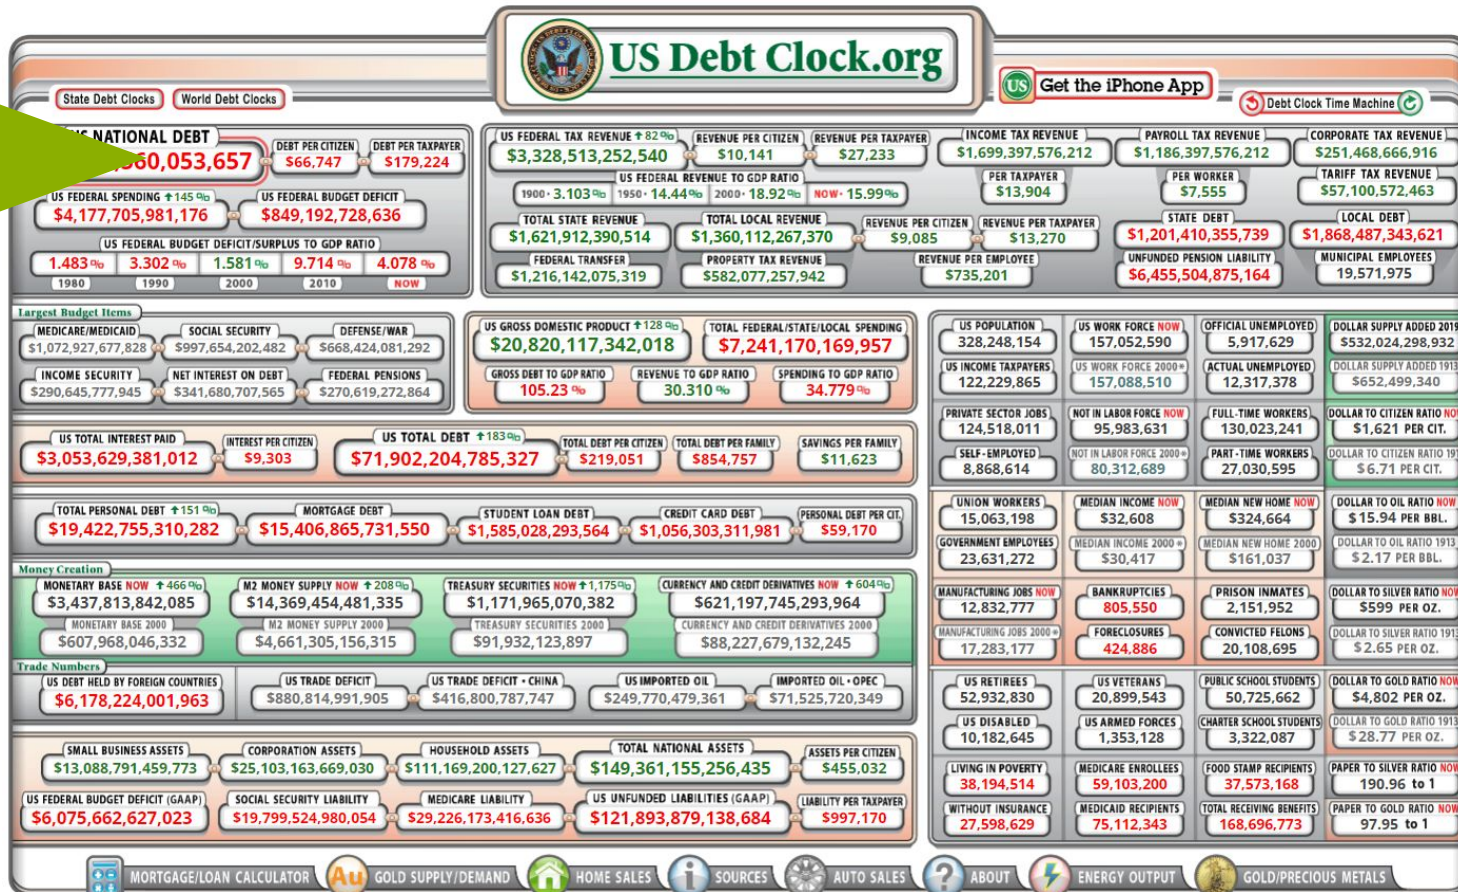 US Debt Clock.org
State Debt Clocks World Debt Clocks
US Get the iPhone App
Debt Clock Time Machine
NATIONAL DEBT
60,053,657
DEBT PER CITIZEN
$66,747
DEBT PER TAXPAYER
$179,224
US FEDERAL SPENDING ↑145%
$4,177,705,981,176
US FEDERAL BUDGET DEFICIT
$849,192,728,636
US FEDERAL BUDGET DEFICIT/SURPLUS TO GDP RATIO
1.483% 3.302% 1.581% 9.714% 4.078%
1980 1990 2000 2010 NOW
US FEDERAL TAX REVENUE ↑82%
$3,328,513,252,540
REVENUE PER CITIZEN
$10,141
REVENUE PER TAXPAYER
$27,233
INCOME TAX REVENUE
$1,699,397,576,212
PAYROLL TAX REVENUE
$1,186,397,576,212
CORPORATE TAX REVENUE
$251,468,666,916
US FEDERAL REVENUE TO GDP RATIO
1900 · 3.103% 1950 · 14.44% 2000 · 18.92% NOW · 15.99%
PER TAXPAYER
$13,904
PER WORKER
$7,555
TARIFF TAX REVENUE
$57,100,572,463
TOTAL STATE REVENUE
$1,621,912,390,514
TOTAL LOCAL REVENUE
$1,360,112,267,370
REVENUE PER CITIZEN
$9,085
REVENUE PER TAXPAYER
$13,270
STATE DEBT
$1,201,410,355,739
LOCAL DEBT
$1,868,487,343,621
FEDERAL TRANSFER
$1,216,142,075,319
PROPERTY TAX REVENUE
$582,077,257,942
REVENUE PER EMPLOYEE
$735,201
UNFUNDED PENSION LIABILITY
$6,455,504,875,164
MUNICIPAL EMPLOYEES
19,571,975
Largest Budget Items
MEDICARE/MEDICAID
$1,072,927,677,828
SOCIAL SECURITY
$997,654,202,482
DEFENSE/WAR
$668,424,081,292
INCOME SECURITY
$290,645,777,945
NET INTEREST ON DEBT
$341,680,707,565
FEDERAL PENSIONS
$270,619,272,864
US GROSS DOMESTIC PRODUCT ↑128%
$20,820,117,342,018
TOTAL FEDERAL/STATE/LOCAL SPENDING
$7,241,170,169,957
GROSS DEBT TO GDP RATIO
105.23%
REVENUE TO GDP RATIO
30.310%
SPENDING TO GDP RATIO
34.779%
US TOTAL INTEREST PAID
$3,053,629,381,012
INTEREST PER CITIZEN
$9,303
US TOTAL DEBT ↑183%
$71,902,204,785,327
TOTAL DEBT PER CITIZEN
$219,051
TOTAL DEBT PER FAMILY
$854,757
SAVINGS PER FAMILY
$11,623
TOTAL PERSONAL DEBT ↑151%
$19,422,755,310,282
MORTGAGE DEBT
$15,406,865,731,550
STUDENT LOAN DEBT
$1,585,028,293,564
CREDIT CARD DEBT
$1,056,303,311,981
PERSONAL DEBT PER CIT.
$59,170
Money Creation
MONETARY BASE NOW ↑466%
$3,437,813,842,085
M2 MONEY SUPPLY NOW ↑208%
$14,369,454,481,335
TREASURY SECURITIES NOW ↑1,175%
$1,171,965,070,382
CURRENCY AND CREDIT DERIVATIVES NOW ↑604%
$621,197,745,293,964
MONETARY BASE 2000
$607,968,046,332
M2 MONEY SUPPLY 2000
$4,661,305,156,315
TREASURY SECURITIES 2000
$91,932,123,897
CURRENCY AND CREDIT DERIVATIVES 2000
$88,227,679,132,245
Trade Numbers
US DEBT HELD BY FOREIGN COUNTRIES
$6,178,224,001,963
US TRADE DEFICIT
$880,814,991,905
US TRADE DEFICIT · CHINA
$416,800,787,747
US IMPORTED OIL
$249,770,479,361
IMPORTED OIL · OPEC
$71,525,720,349
SMALL BUSINESS ASSETS
$13,088,791,459,773
CORPORATION ASSETS
$25,103,163,669,030
HOUSEHOLD ASSETS
$111,169,200,127,627
TOTAL NATIONAL ASSETS
$149,361,155,256,435
ASSETS PER CITIZEN
$455,032
US FEDERAL BUDGET DEFICIT (GAAP)
$6,075,662,627,023
SOCIAL SECURITY LIABILITY
$19,799,524,980,054
MEDICARE LIABILITY
$29,226,173,416,636
US UNFUNDED LIABILITIES (GAAP)
$121,893,879,138,684
LIABILITY PER TAXPAYER
$997,170
US POPULATION
328,248,154
US WORK FORCE NOW
157,052,590
OFFICIAL UNEMPLOYED
5,917,629
DOLLAR SUPPLY ADDED 2019
$532,024,298,932
US INCOME TAXPAYERS
122,229,865
US WORK FORCE 2000*
157,088,510
ACTUAL UNEMPLOYED
12,317,378
DOLLAR SUPPLY ADDED 1913
$652,499,340
PRIVATE SECTOR JOBS
124,518,011
NOT IN LABOR FORCE NOW
95,983,631
FULL-TIME WORKERS
130,023,241
DOLLAR TO CITIZEN RATIO NOW
$1,621 PER CIT.
SELF-EMPLOYED
8,868,614
NOT IN LABOR FORCE 2000*
80,312,689
PART-TIME WORKERS
27,030,595
DOLLAR TO CITIZEN RATIO 19
$6.71 PER CIT.
UNION WORKERS
15,063,198
MEDIAN INCOME NOW
$32,608
MEDIAN NEW HOME NOW
$324,664
DOLLAR TO OIL RATIO NOW
$15.94 PER BBL.
GOVERNMENT EMPLOYEES
23,631,272
MEDIAN INCOME 2000*
$30,417
MEDIAN NEW HOME 2000
$161,037
DOLLAR TO OIL RATIO 1913
$2.17 PER BBL.
MANUFACTURING JOBS NOW
12,832,777
BANKRUPTCIES
805,550
PRISON INMATES
2,151,952
DOLLAR TO SILVER RATIO NOW
$599 PER OZ.
MANUFACTURING JOBS 2000*
17,283,177
FORECLOSURES
424,886
CONVICTED FELONS
20,108,695
DOLLAR TO SILVER RATIO 1913
$2.65 PER OZ.
US RETIREES
52,932,830
US VETERANS
20,899,543
PUBLIC SCHOOL STUDENTS
50,725,662
DOLLAR TO GOLD RATIO NOW
$4,802 PER OZ.
US DISABLED
10,182,645
US ARMED FORCES
1,353,128
CHARTER SCHOOL STUDENTS
3,322,087
DOLLAR TO GOLD RATIO 1913
$28.77 PER OZ.
LIVING IN POVERTY
38,194,514
MEDICARE ENROLLEES
59,103,200
FOOD STAMP RECIPIENTS
37,573,168
PAPER TO SILVER RATIO NOW
190.96 to 1
WITHOUT INSURANCE
27,598,629
MEDICAID RECIPIENTS
75,112,343
TOTAL RECEIVING BENEFITS
168,696,773
PAPER TO GOLD RATIO NOW
97.95 to 1
MORTGAGE/LOAN CALCULATOR Au GOLD SUPPLY/DEMAND HOME SALES i SOURCES AUTO SALES ? ABOUT ENERGY OUTPUT GOLD/PRECIOUS METALS